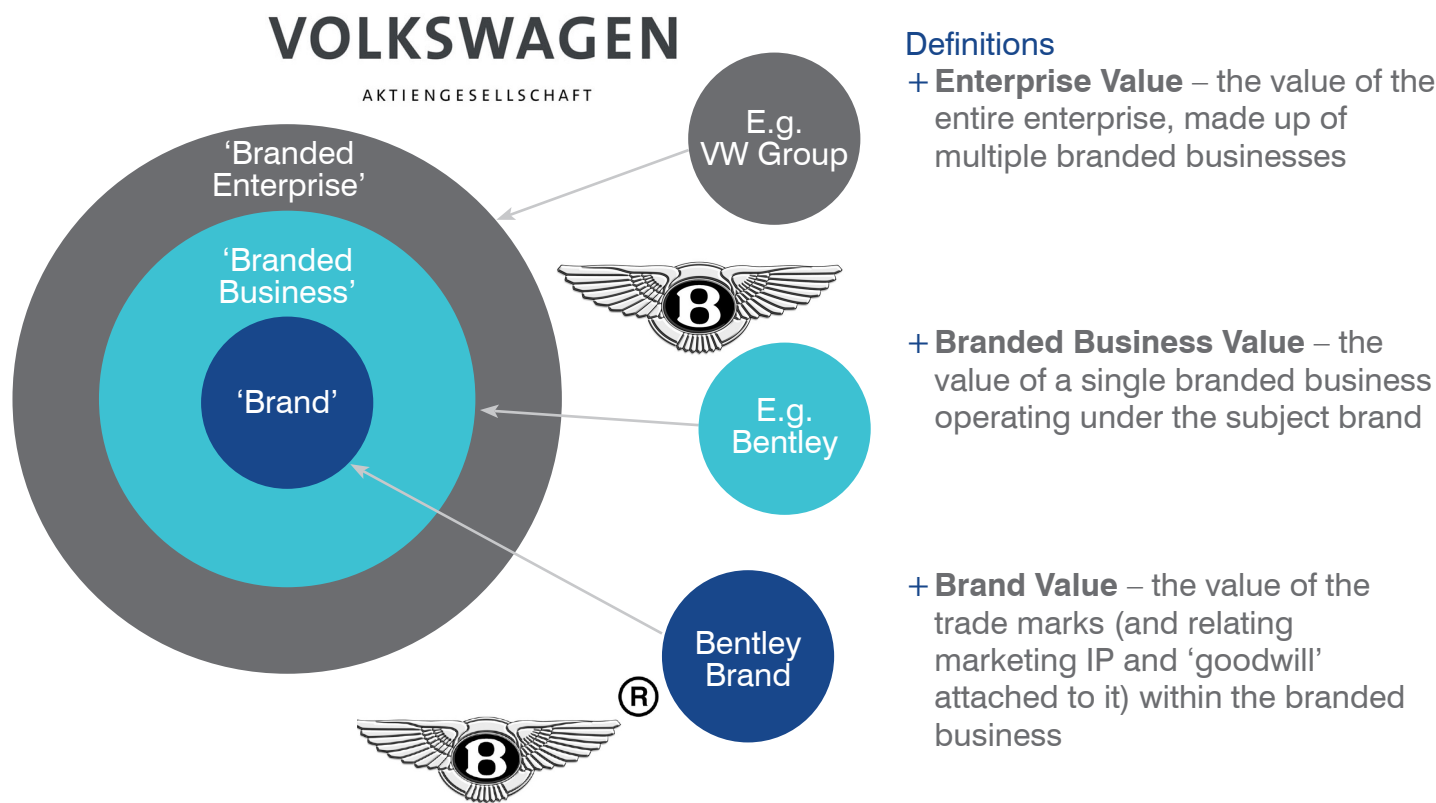 VOLKSWAGEN
AKTIENGESELLSCHAFT
‘Branded
Enterprise’
‘Branded
Business’
‘Brand’
E.g.
VW Group
B
E.g.
Bentley
Bentley
Brand
®
B
Definitions
+ Enterprise Value – the value of the
entire enterprise, made up of
multiple branded businesses
+ Branded Business Value – the
value of a single branded business
operating under the subject brand
+ Brand Value – the value of the
trade marks (and relating
marketing IP and ‘goodwill’
attached to it) within the branded
business